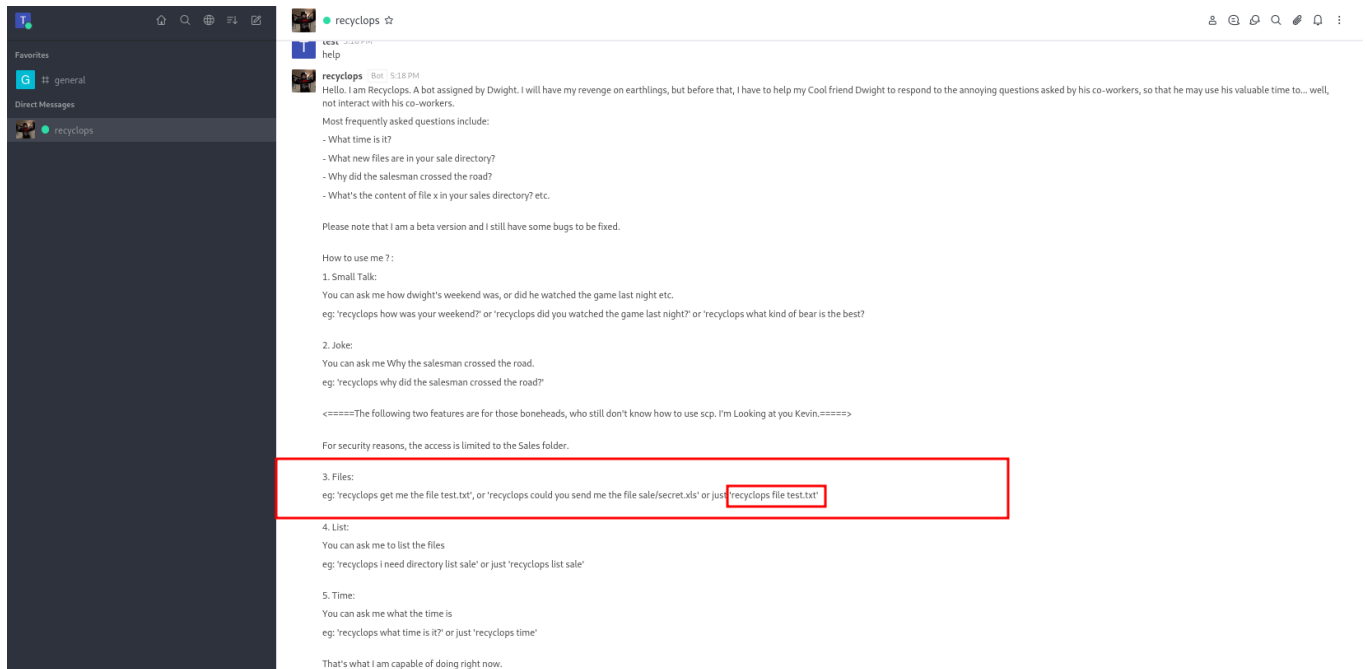 T
recyclops
Favorites
G # general
Direct Messages
recyclops
T test 5:18 PM
help
recyclops Bot 5:18 PM
Hello. I am Recyclops. A bot assigned by Dwight. I will have my revenge on earthlings, but before that, I have to help my Cool friend Dwight to respond to the annoying questions asked by his co-workers, so that he may use his valuable time to... well,
not interact with his co-workers.
Most frequently asked questions include:
- What time is it?
- What new files are in your sale directory?
- Why did the salesman crossed the road?
- What's the content of file x in your sales directory? etc.
Please note that I am a beta version and I still have some bugs to be fixed.
How to use me ? :
1. Small Talk:
You can ask me how dwight's weekend was, or did he watched the game last night etc.
eg: 'recyclops how was your weekend?' or 'recyclops did you watched the game last night?' or 'recyclops what kind of bear is the best?
2. Joke:
You can ask me Why the salesman crossed the road.
eg: 'recyclops why did the salesman crossed the road?'
<=====The following two features are for those boneheads, who still don't know how to use scp. I'm Looking at you Kevin.=====>
For security reasons, the access is limited to the Sales folder.
3. Files:
eg: 'recyclops get me the file test.txt', or 'recyclops could you send me the file sale/secret.xls' or just 'recyclops file test.txt'
4. List:
You can ask me to list the files
eg: 'recyclops i need directory list sale' or just 'recyclops list sale'
5. Time:
You can ask me what the time is
eg: 'recyclops what time is it?' or just 'recyclops time'
That's what I am capable of doing right now.